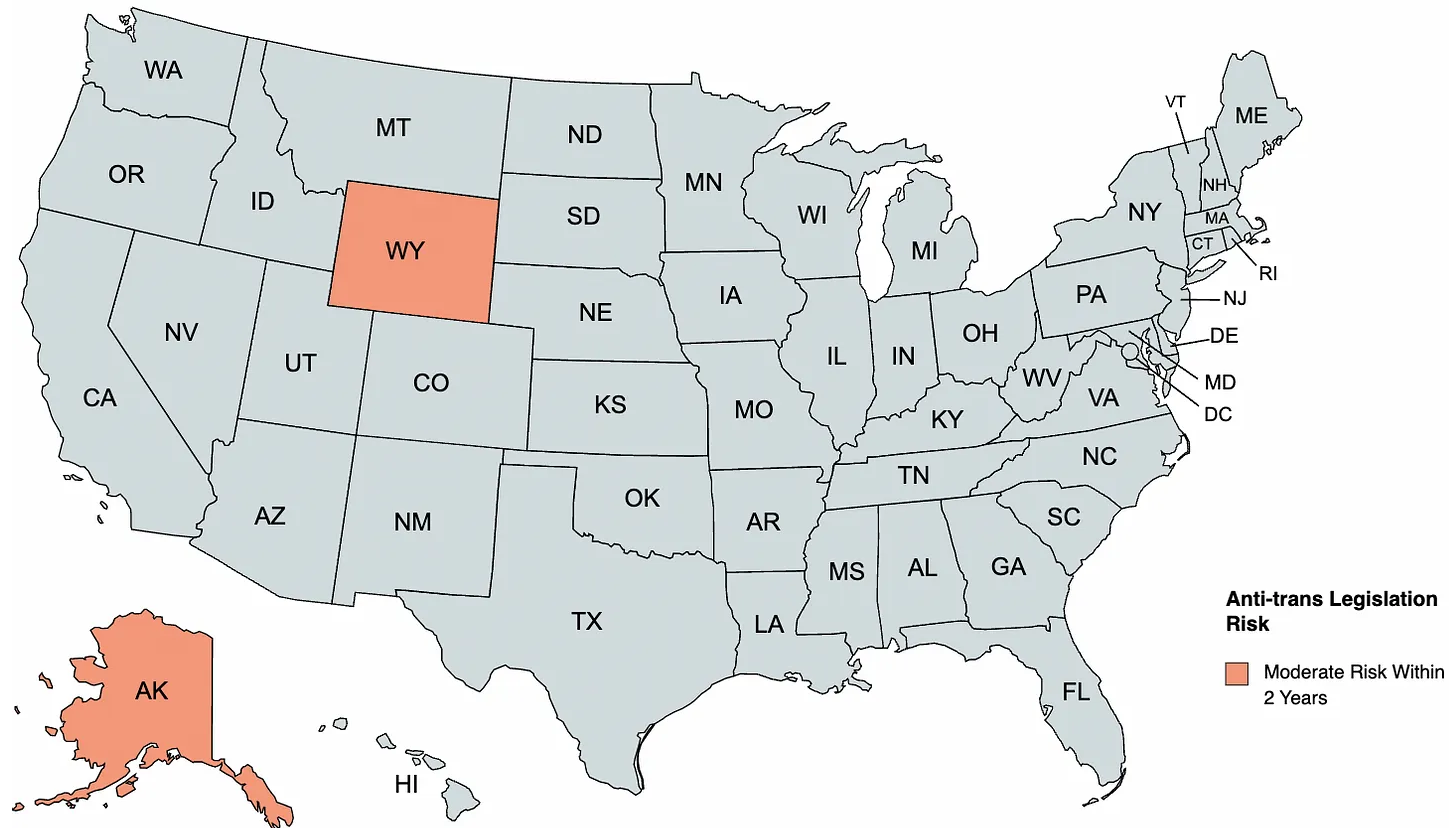 WA
MT
ND
MN
OR
ID
WY
SD
WI
MI
VT
ME
NH
NY
MA
CT
RI
NV
UT
CO
NE
IA
IL
IN
OH
PA
NJ
DE
MD
DC
CA
KS
MO
KY
WV
VA
AZ
NM
OK
AR
TN
NC
SC
TX
LA
MS
AL
GA
FL
AK
HI
Anti-trans Legislation
Risk
Moderate Risk Within
2 Years